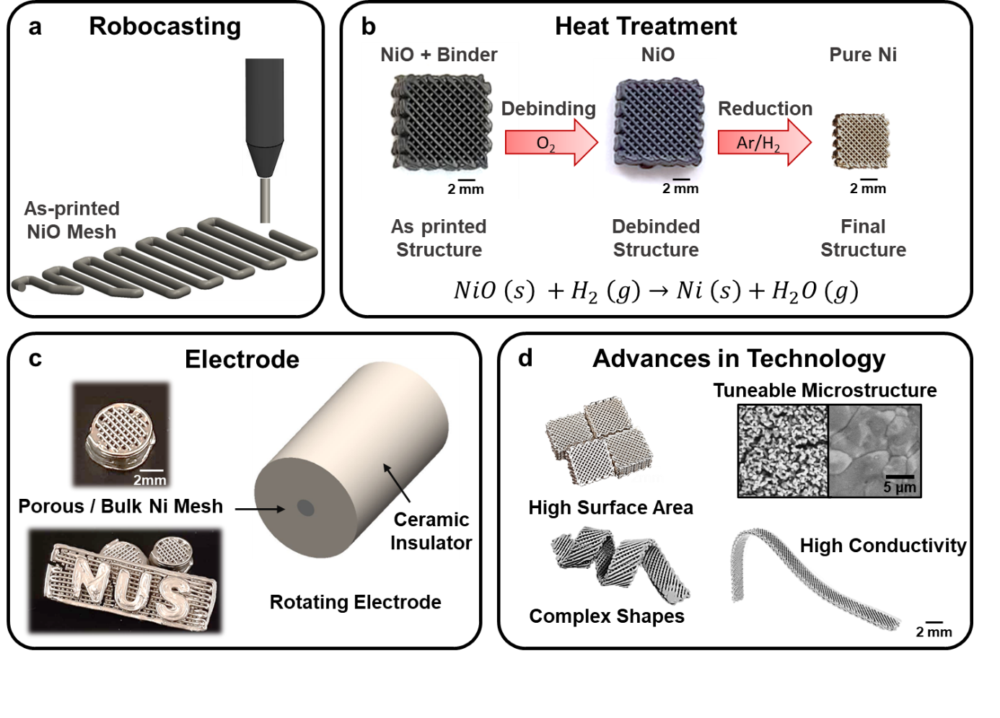 a
Robocasting
As-printed
NiO Mesh
b
Heat Treatment
NiO + Binder
NiO
Pure Ni
Debinding
O₂
Reduction
Ar/H₂
2 mm
2 mm
2 mm
As printed
Structure
Debinded
Structure
Final
Structure
NiO (s) + H₂ (g) → Ni (s) + H₂O (g)
c
Electrode
2mm
Porous / Bulk Ni Mesh
Ceramic
Insulator
NUS
Rotating Electrode
d
Advances in Technology
Tuneable Microstructure
5 µm
High Surface Area
High Conductivity
Complex Shapes
2 mm